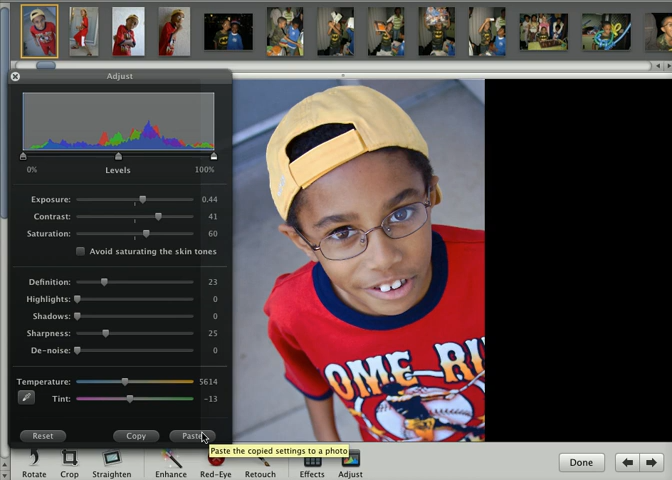 Adjust
0%
Levels
100%
Exposure: 0.44
Contrast: 41
Saturation: 60
Avoid saturating the skin tones
Definition: 23
Highlights: 0
Shadows: 0
Sharpness: 25
De-noise: 0
Temperature: 5614
Tint: -13
Reset
Copy
Paste
Paste the copied settings to a photo
OME RU
Rotate
Crop
Straighten
Enhance
Red-Eye
Retouch
Effects
Adjust
Done